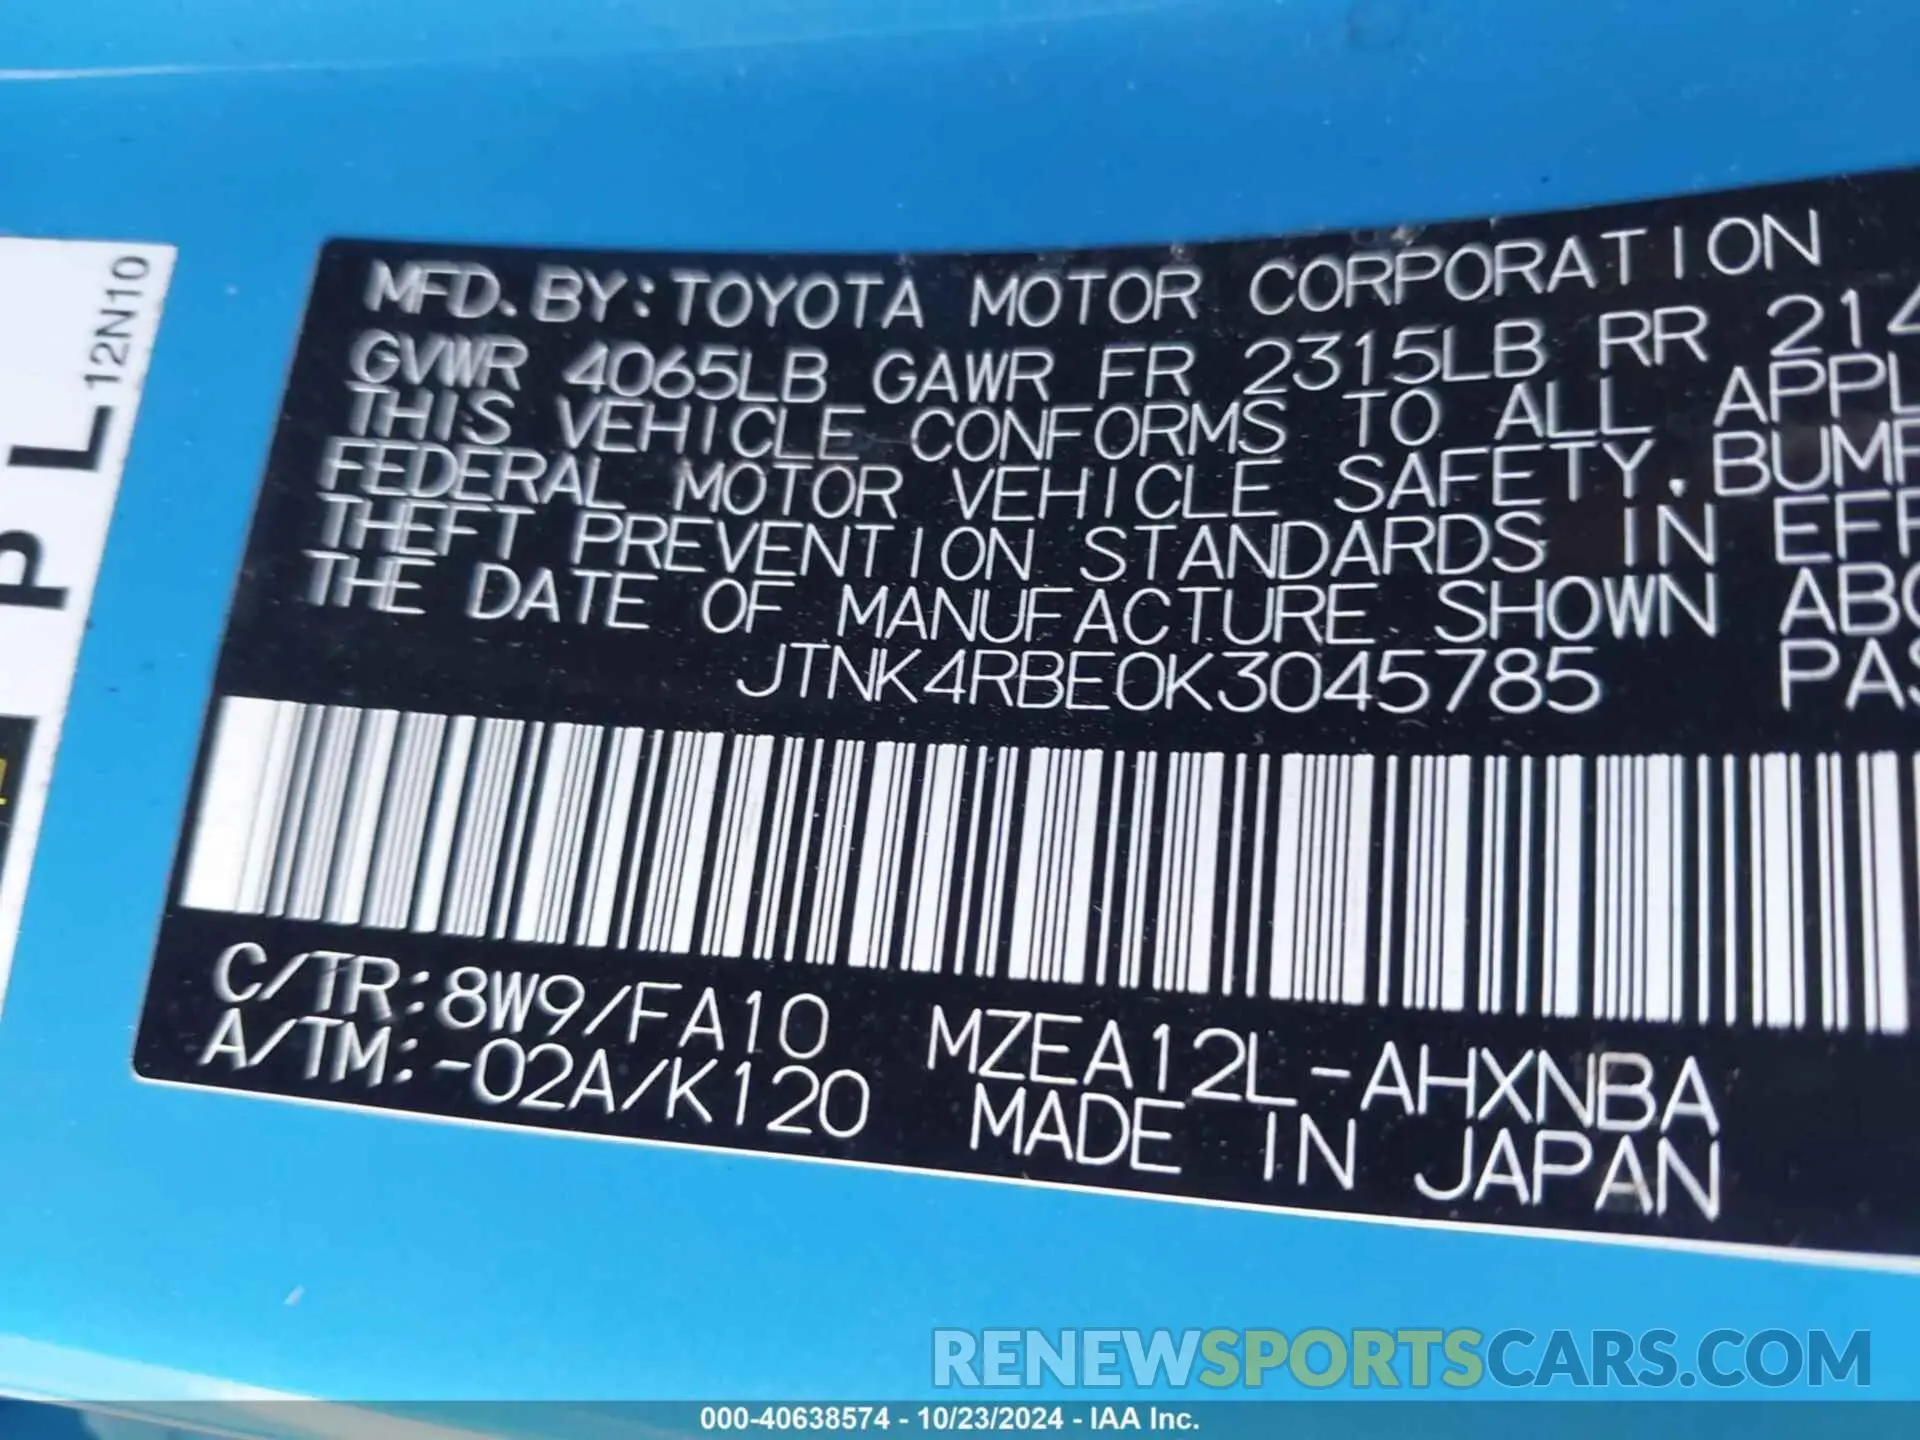 MFD. BY: TOYOTA MOTOR CORPORATION
GVWR 4065LB GAWR FR 2315LB RR 214
THIS VEHICLE CONFORMS TO ALL APPL
FEDERAL MOTOR VEHICLE SAFETY, BUMP
THEFT PREVENTION STANDARDS IN EFF
THE DATE OF MANUFACTURE SHOWN ABO
JTNK4RBE0K3045785 PAS
C/TR: 8W9/FA10 MZEA12L-AHXNBA
A/TM: -02A/K120 MADE IN JAPAN
P L 12N10
RENEWSPORTSCARS.COM
000-40638574 - 10/23/2024 - IAA Inc.